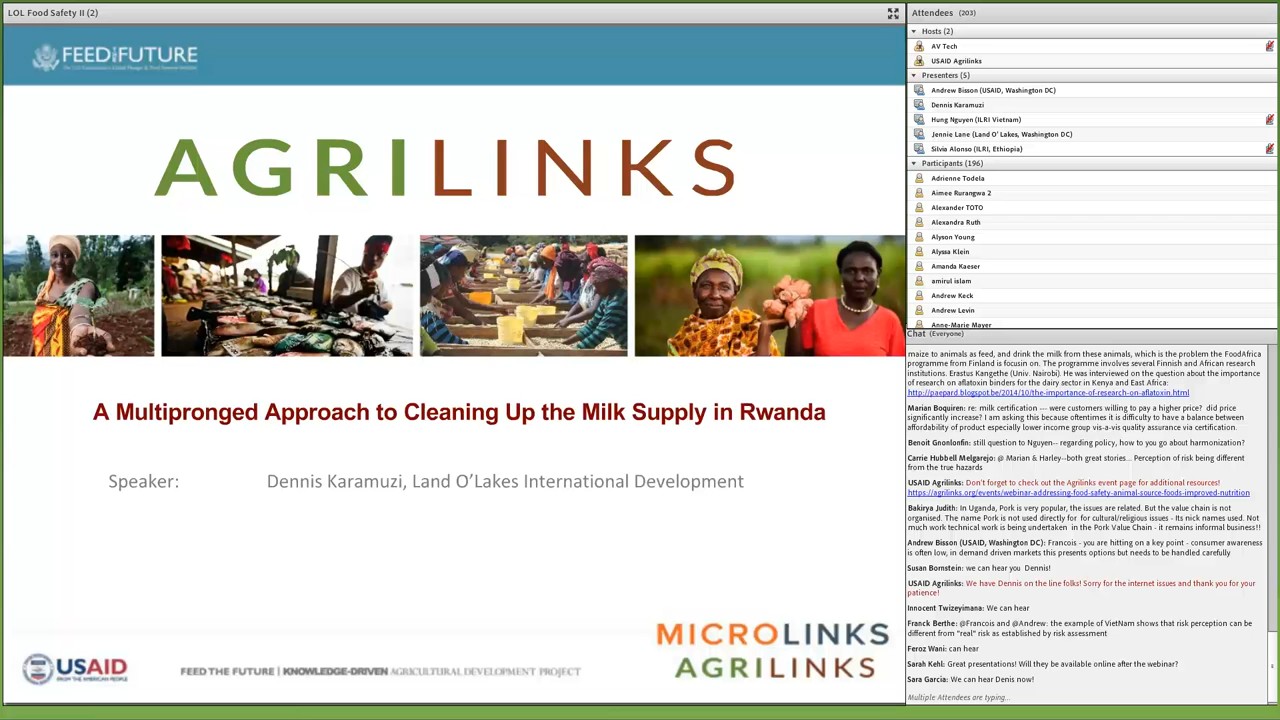 LOL Food Safety II (2)
FEED THE FUTURE
AGRILINKS
A Multipronged Approach to Cleaning Up the Milk Supply in Rwanda
Speaker: Dennis Karamuzi, Land O'Lakes International Development
MICROLINKS
AGRILINKS
USAID
FROM THE AMERICAN PEOPLE
FEED THE FUTURE | KNOWLEDGE-DRIVEN AGRICULTURAL DEVELOPMENT PROJECT
Attendees (203)
Hosts (2)
AV Tech
USAID Agrilinks
Presenters (5)
Andrew Bisson (USAID, Washington DC)
Dennis Karamuzi
Hung Nguyen (ILRI Vietnam)
Jennie Lane (Land O' Lakes, Washington DC)
Silvia Alonso (ILRI, Ethiopia)
Participants (196)
Adrienne Todela
Aimee Rurangwa 2
Alexander TOTO
Alexandra Ruth
Alyson Young
Alyssa Klein
Amanda Kaeser
amirul islam
Andrew Keck
Andrew Levin
Anne-Marie Mayer
Chat (Everyone)
maize to animals as feed, and drink the milk from these animals, which is the problem the FoodAfrica
programme from Finland is focusin on. The programme involves several Finnish and African research
institutions. Erastus Kangethe (Univ. Nairobi). He was interviewed on the question about the importance
of research on aflatoxin binders for the dairy sector in Kenya and East Africa:
http://paepard.blogspot.be/2014/10/the-importance-of-research-on-aflatoxin.html
Marian Boquiren: re: milk certification --- were customers willing to pay a higher price? did price
significantly increase? I am asking this because oftentimes it is difficulty to have a balance between
affordability of product especially lower income group vis-a-vis quality assurance via certification.
Benoit Gnonlonfin: still question to Nguyen-- regarding policy, how to you go about harmonization?
Carrie Hubbell Melgarejo: @ Marian & Harley--both great stories... Perception of risk being different
from the true hazards
USAID Agrilinks: Don't forget to check out the Agrilinks event page for additional resources!
https://agrilinks.org/events/webinar-addressing-food-safety-animal-source-foods-improved-nutrition
Bakirya Judith: In Uganda, Pork is very popular, the issues are related. But the value chain is not
organised. The name Pork is not used directly for for cultural/religious issues - Its nick names used. Not
much work technical work is being undertaken in the Pork Value Chain - it remains informal business!!
Andrew Bisson (USAID, Washington DC): Francois - you are hitting on a key point - consumer awareness
is often low, in demand driven markets this presents options but needs to be handled carefully
Susan Bornstein: we can hear you Dennis!
USAID Agrilinks: We have Dennis on the line folks! Sorry for the internet issues and thank you for your
patience!
Innocent Twizeyimana: We can hear
Franck Berthe: @Francois and @Andrew: the example of VietNam shows that risk perception can be
different from "real" risk as established by risk assessment
Feroz Wani: can hear
Sarah Kehl: Great presentations! Will they be available online after the webinar?
Sara Garcia: We can hear Denis now!
Multiple Attendees are typing...